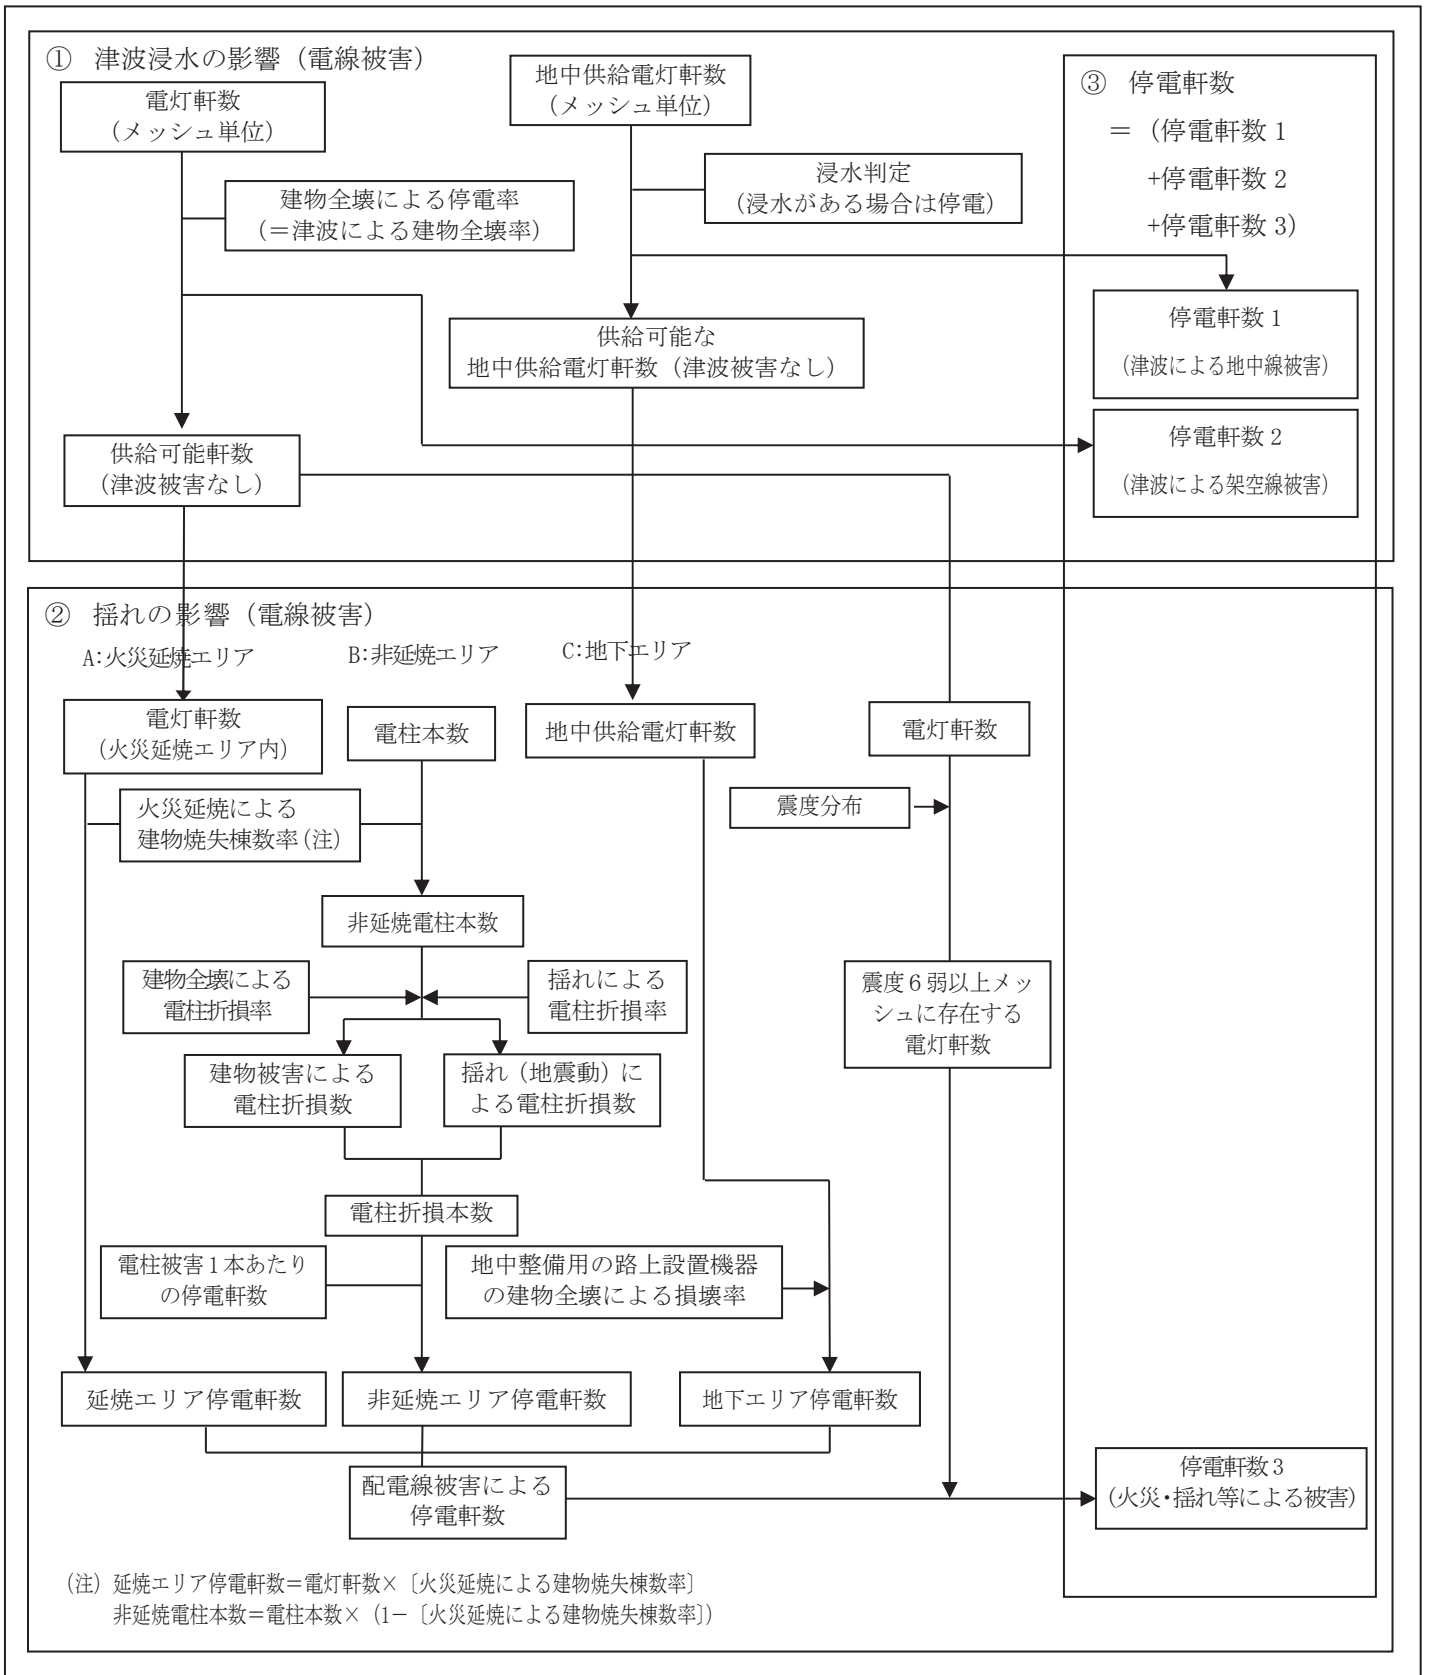 ① 津波浸水の影響（電線被害）
電灯軒数
（メッシュ単位）
地中供給電灯軒数
（メッシュ単位）
建物全壊による停電率
（＝津波による建物全壊率）
浸水判定
（浸水がある場合は停電）
③ 停電軒数
＝（停電軒数 1
+停電軒数 2
+停電軒数 3）
供給可能な
地中供給電灯軒数（津波被害なし）
停電軒数 1
（津波による地中線被害）
供給可能軒数
（津波被害なし）
停電軒数 2
（津波による架空線被害）
② 揺れの影響（電線被害）
A:火災延焼エリア
B:非延焼エリア
C:地下エリア
電灯軒数
（火災延焼エリア内）
電柱本数
地中供給電灯軒数
電灯軒数
火災延焼による
建物焼失棟数率（注）
震度分布
非延焼電柱本数
建物全壊による
電柱折損率
揺れによる
電柱折損率
震度６弱以上メッ
シュに存在する
電灯軒数
建物被害による
電柱折損数
揺れ（地震動）に
よる電柱折損数
電柱折損本数
電柱被害１本あたり
の停電軒数
地中整備用の路上設置機器
の建物全壊による損壊率
延焼エリア停電軒数
非延焼エリア停電軒数
地下エリア停電軒数
配電線被害による
停電軒数
停電軒数 3
（火災・揺れ等による被害）
（注）延焼エリア停電軒数＝電灯軒数×〔火災延焼による建物焼失棟数率〕
非延焼電柱本数＝電柱本数×（1－〔火災延焼による建物焼失棟数率〕）